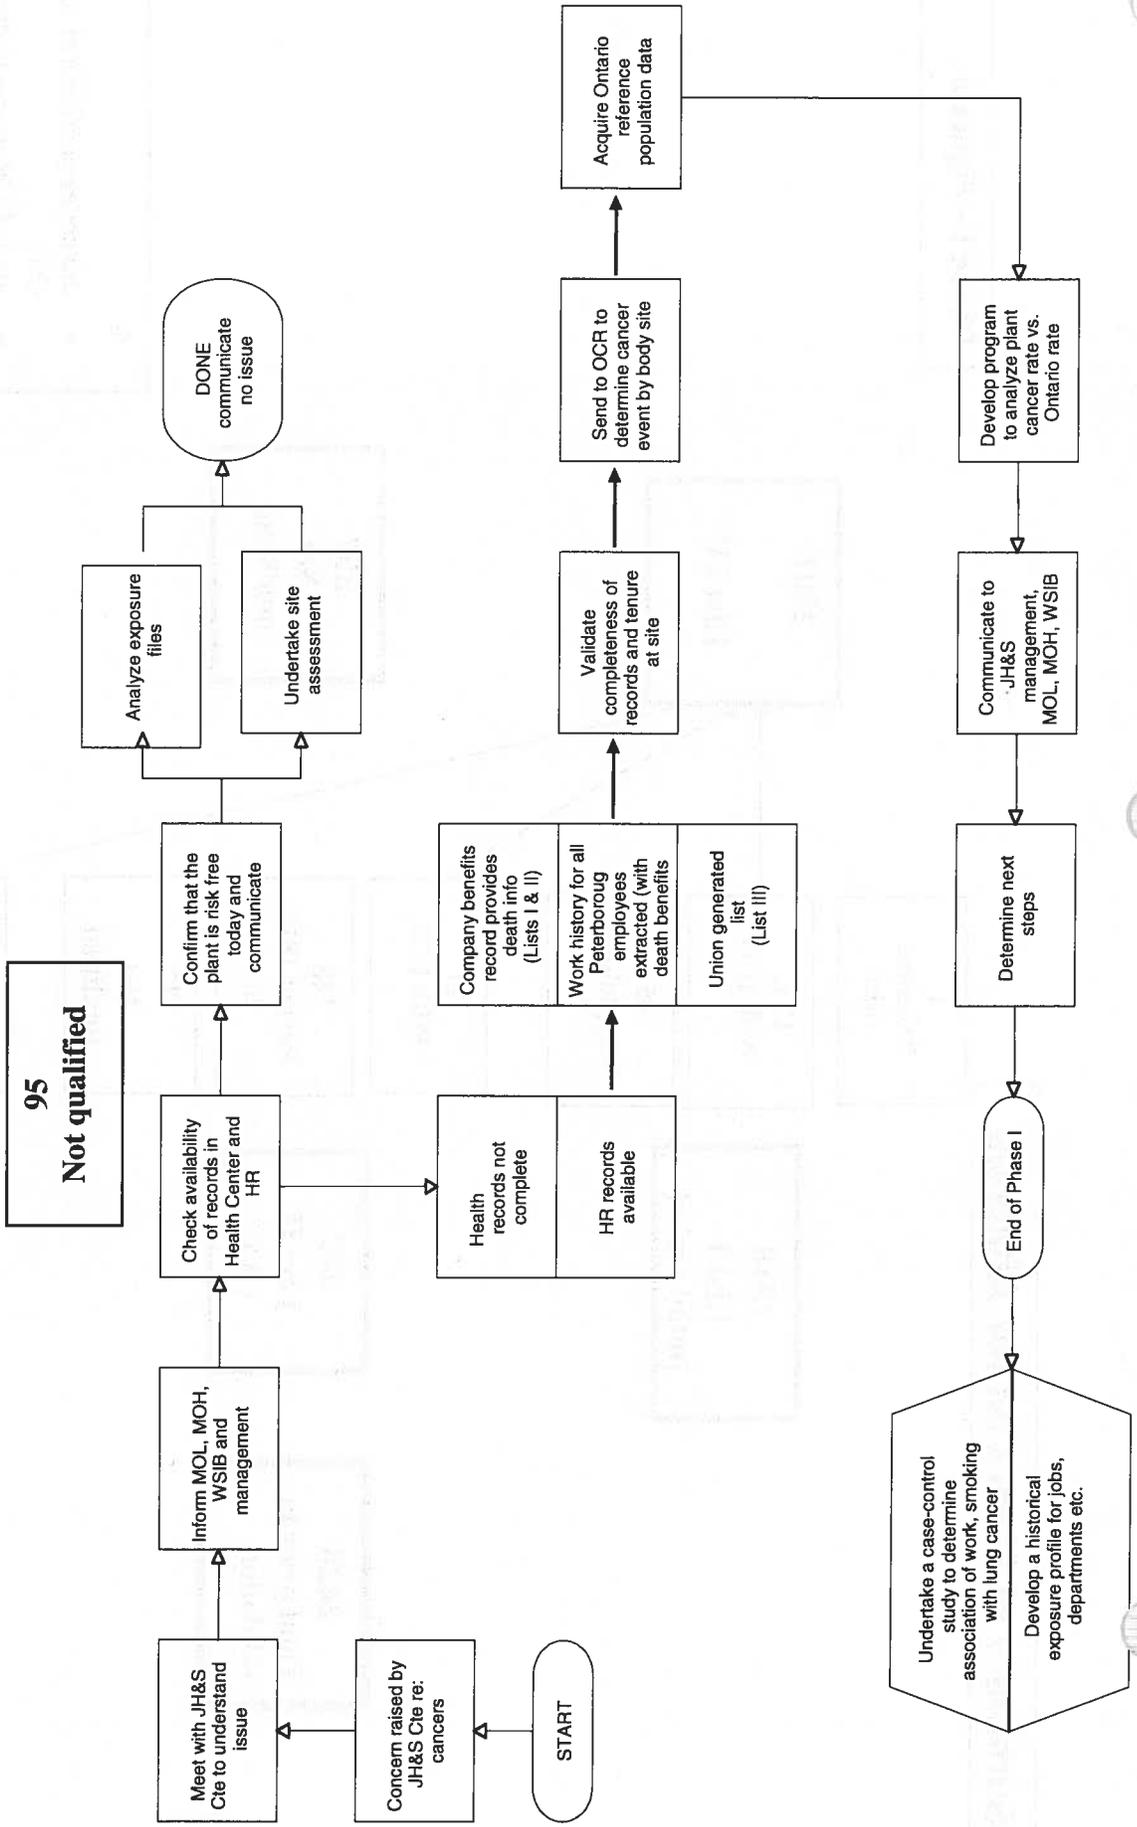 95
Not qualified
START
Concern raised by
JH&S Cte re:
cancers
Meet with JH&S
Cte to understand
issue
Inform MOL, MOH,
WSIB and
management
Check availability
of records in
Health Center and
HR
Confirm that the
plant is risk free
today and
communicate
Analyze exposure
files
Undertake site
assessment
DONE
communicate
no issue
Health
records not
complete
HR records
available
Company benefits
record provides
death info
(Lists I & II)
Work history for all
Peterboroug
employees
extracted (with
death benefits
Union generated
list
(List III)
Validate
completeness of
records and tenure
at site
Send to OCR to
determine cancer
event by body site
Acquire Ontario
reference
population data
Develop program
to analyze plant
cancer rate vs.
Ontario rate
Communicate to
JH&S
management,
MOL, MOH, WSIB
Determine next
steps
End of Phase I
Undertake a case-control
study to determine
association of work, smoking
with lung cancer
Develop a historical
exposure profile for jobs,
departments etc.